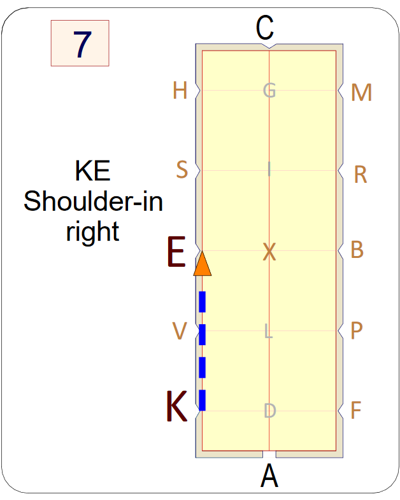 7
C
H G M
KE
Shoulder-in
right
S I R
E X B
V L P
K D F
A